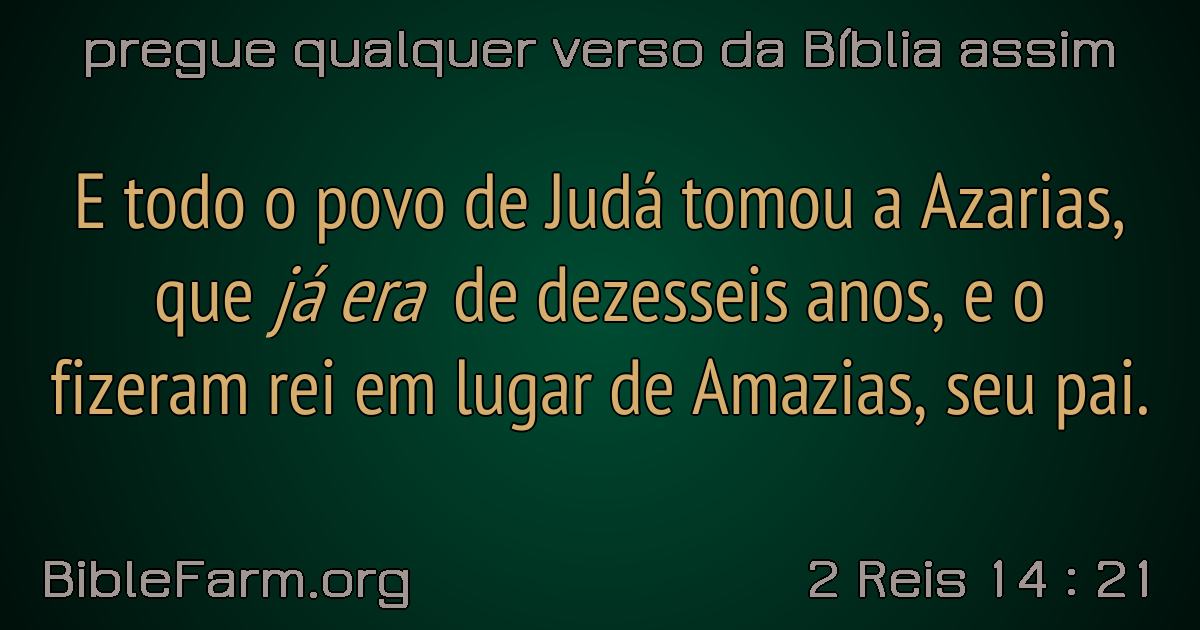 pregue qualquer verso da Bíblia assim
E todo o povo de Judá tomou a Azarias,
que já era de dezesseis anos, e o
fizeram rei em lugar de Amazias, seu pai.
BibleFarm.org
2 Reis 14 : 21